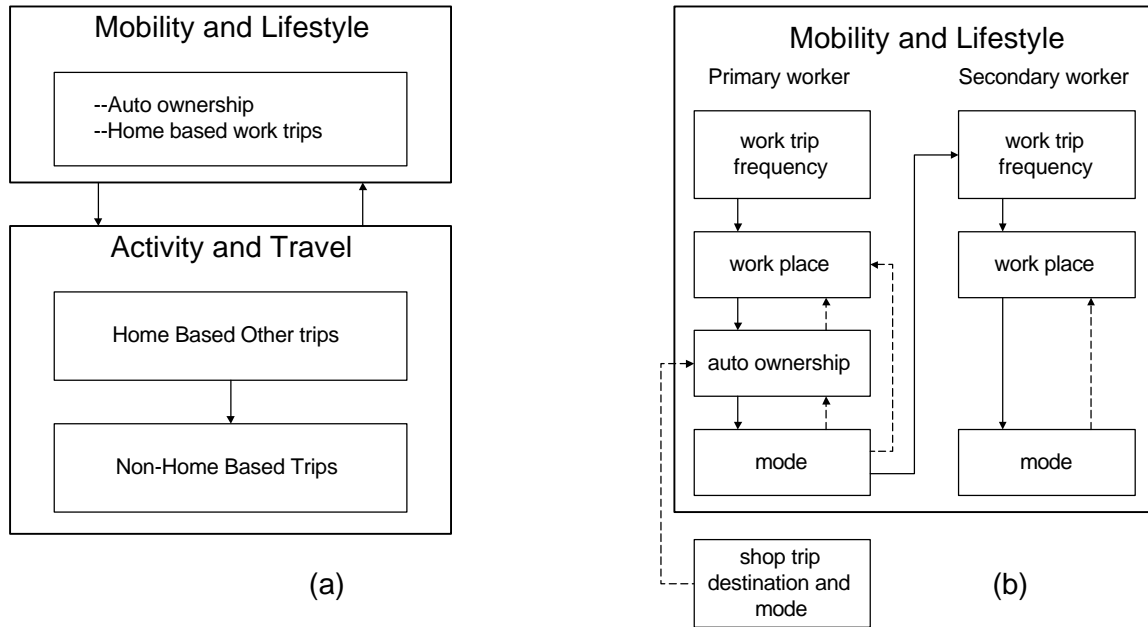 Mobility and Lifestyle
--Auto ownership
--Home based work trips
Activity and Travel
Home Based Other trips
Non-Home Based Trips
(a)
Mobility and Lifestyle
Primary worker
Secondary worker
work trip
frequency
work trip
frequency
work place
work place
auto ownership
mode
mode
shop trip
destination and
mode
(b)